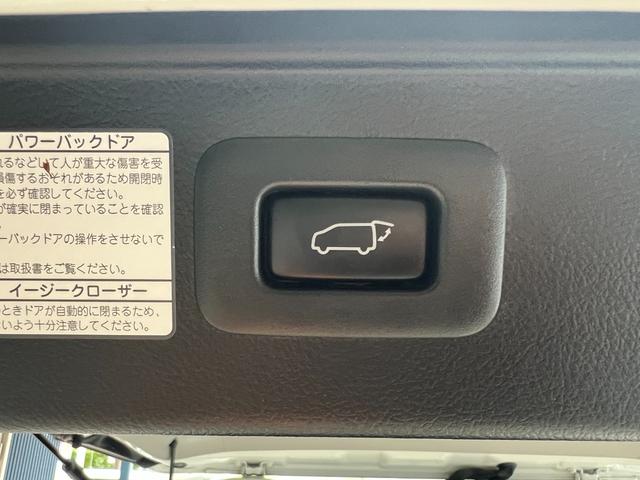 パワーバックドア
れるなどして人が重大な傷害を受
損傷するおそれがあるため開閉時
を必ず確認してください。
が確実に閉まっていることを確認
ーバックドアの操作をさせないで
は取扱書をご覧ください。
イージークローザー
のときドアが自動的に閉まるため、
いよう十分注意してください。